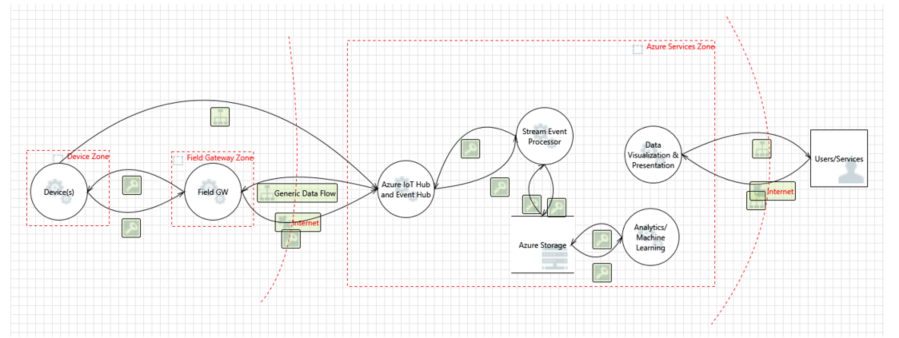 Azure Services Zone
Device Zone
Device(s)
Field Gateway Zone
Field GW
Generic Data Flow
Internet
Azure IoT Hub
and Event Hub
Stream Event
Processor
Azure Storage
Analytics/
Machine
Learning
Data
Visualization &
Presentation
Internet
Users/Services